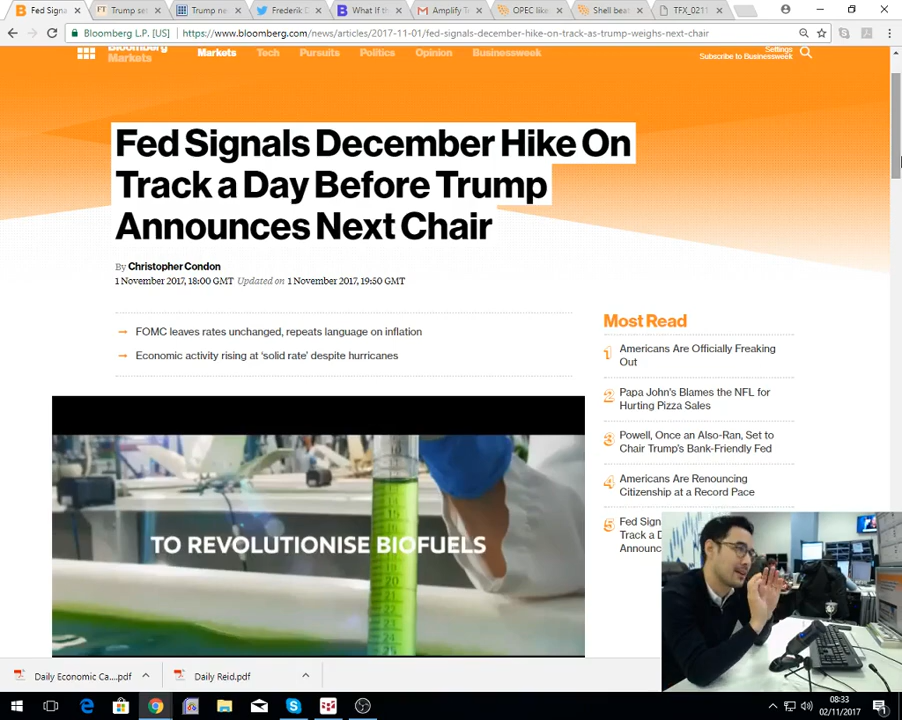 Fed Signa
Trump se
Trump ne
Frederik D
What If th
Amplify T
OPEC like
Shell bea
TFX_0211
Bloomberg L.P. [US]
https://www.bloomberg.com/news/articles/2017-11-01/fed-signals-december-hike-on-track-as-trump-weighs-next-chair
Bloomberg
Markets
Markets
Tech
Pursuits
Politics
Opinion
Businessweek
Settings
Subscribe to Businessweek
Fed Signals December Hike On
Track a Day Before Trump
Announces Next Chair
By Christopher Condon
1 November 2017, 18:00 GMT Updated on 1 November 2017, 19:50 GMT
→ FOMC leaves rates unchanged, repeats language on inflation
→ Economic activity rising at ‘solid rate’ despite hurricanes
TO REVOLUTIONISE BIOFUELS
Most Read
1 Americans Are Officially Freaking
Out
2 Papa John's Blames the NFL for
Hurting Pizza Sales
3 Powell, Once an Also-Ran, Set to
Chair Trump's Bank-Friendly Fed
4 Americans Are Renouncing
Citizenship at a Record Pace
5 Fed Sign
Track a D
Announc
Daily Economic Ca....pdf
Daily Reid.pdf
08:33
02/11/2017